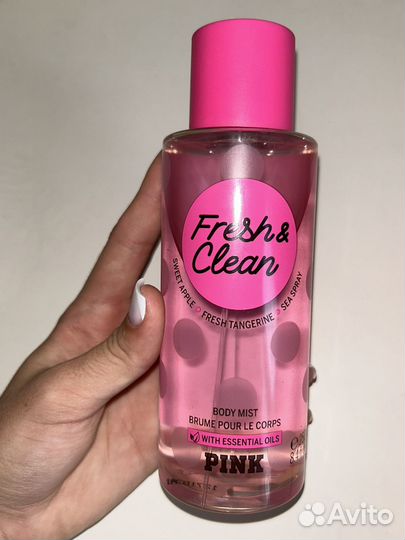 Fresh &
Clean
SWEET APPLE ○ FRESH TANGERINE ○ SEA SPRAY
BODY MIST
BRUME POUR LE CORPS
WITH ESSENTIAL OILS
PINK
Avito